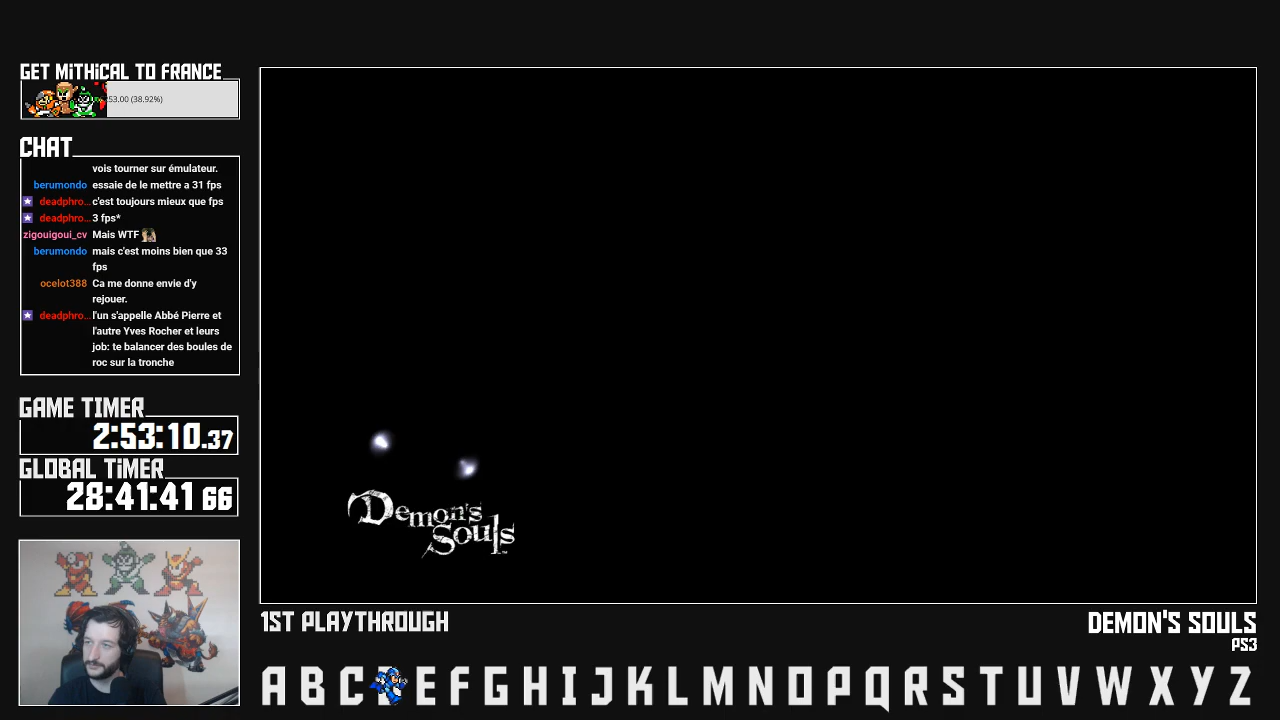 GET MiTHiCAL TO FRANCE
53.00 (38.92%)
CHAT
vois tourner sur émulateur.
berumondo essaie de le mettre a 31 fps
deadphro... c'est toujours mieux que fps
deadphro... 3 fps*
zigouigoui_cv Mais WTF
berumondo mais c'est moins bien que 33
fps
ocelot388 Ca me donne envie d'y
rejouer.
deadphro... l'un s'appelle Abbé Pierre et
l'autre Yves Rocher et leurs
job: te balancer des boules de
roc sur la tronche
GAME TIMER
2:53:10.37
GLOBAL TiMER
28:41:41 66
Demon's
Souls
TM
1ST PLAYTHROUGH
DEMON'S SOULS
PS3
A B C E F G H I J K L M N O P Q R S T U V W X Y Z